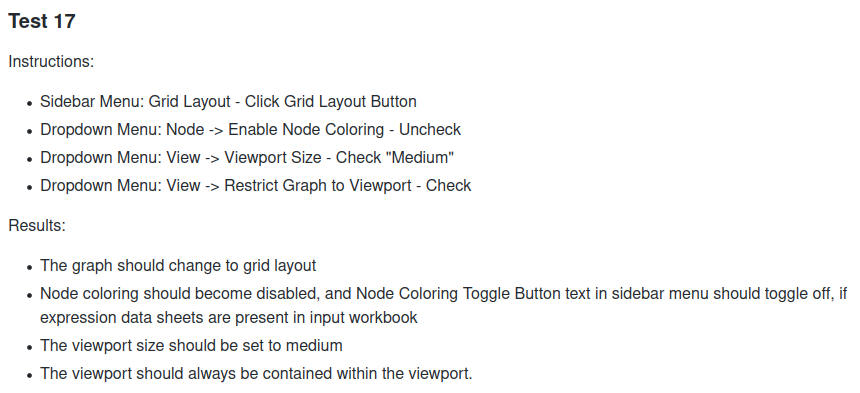 Test 17
Instructions:
• Sidebar Menu: Grid Layout - Click Grid Layout Button
• Dropdown Menu: Node -> Enable Node Coloring - Uncheck
• Dropdown Menu: View -> Viewport Size - Check "Medium"
• Dropdown Menu: View -> Restrict Graph to Viewport - Check
Results:
• The graph should change to grid layout
• Node coloring should become disabled, and Node Coloring Toggle Button text in sidebar menu should toggle off, if
expression data sheets are present in input workbook
• The viewport size should be set to medium
• The viewport should always be contained within the viewport.